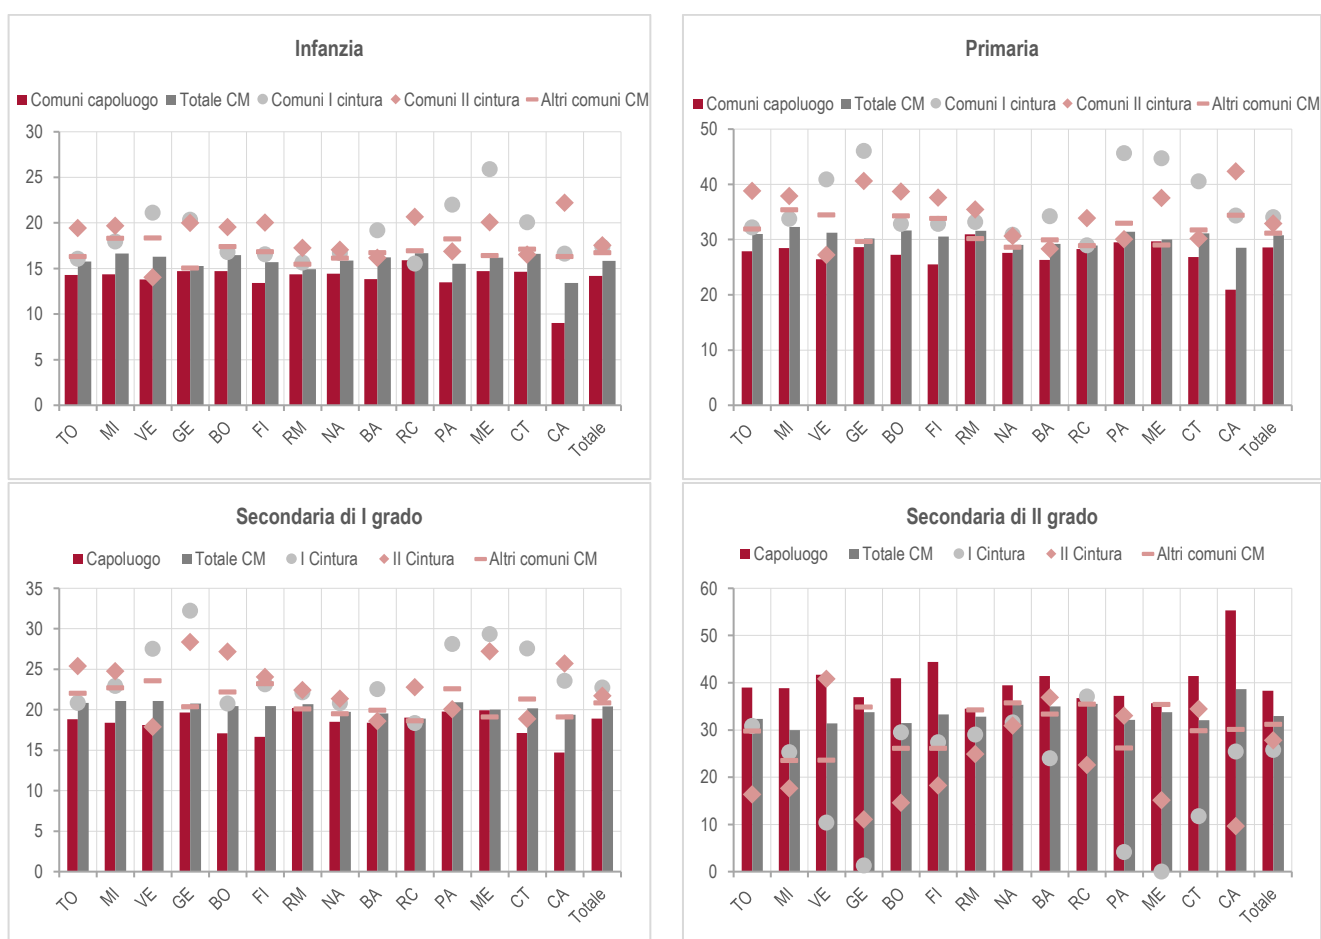 Infanzia
Comuni capoluogo Totale CM Comuni I cintura Comuni II cintura Altri comuni CM
30
25
20
15
10
5
0
TO MI VE GE BO FI RM NA BA RC PA ME CT CA Totale
Primaria
Comuni capoluogo Totale CM Comuni I cintura Comuni II cintura Altri comuni CM
50
40
30
20
10
0
TO MI VE GE BO FI RM NA BA RC PA ME CT CA Totale
Secondaria di I grado
Capoluogo Totale CM I Cintura II Cintura Altri comuni CM
35
30
25
20
15
10
5
0
TO MI VE GE BO FI RM NA BA RC PA ME CT CA Totale
Secondaria di II grado
Capoluogo Totale CM I Cintura II Cintura Altri comuni CM
60
50
40
30
20
10
0
TO MI VE GE BO FI RM NA BA RC PA ME CT CA Totale